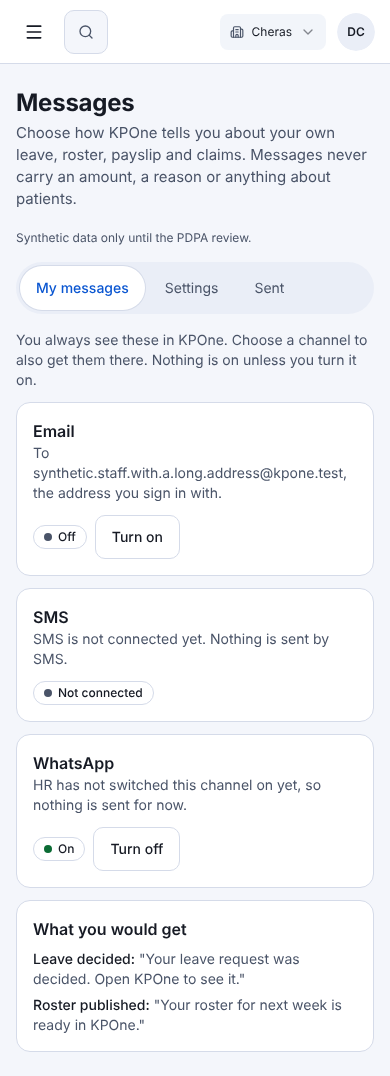 Cheras
DC
Messages
Choose how KPOne tells you about your own
leave, roster, payslip and claims. Messages never
carry an amount, a reason or anything about
patients.
Synthetic data only until the PDPA review.
My messages
Settings
Sent
You always see these in KPOne. Choose a channel to
also get them there. Nothing is on unless you turn it
on.
Email
To
synthetic.staff.with.a.long.address@kpone.test,
the address you sign in with.
Off
Turn on
SMS
SMS is not connected yet. Nothing is sent by
SMS.
Not connected
WhatsApp
HR has not switched this channel on yet, so
nothing is sent for now.
On
Turn off
What you would get
Leave decided: "Your leave request was
decided. Open KPOne to see it."
Roster published: "Your roster for next week is
ready in KPOne."